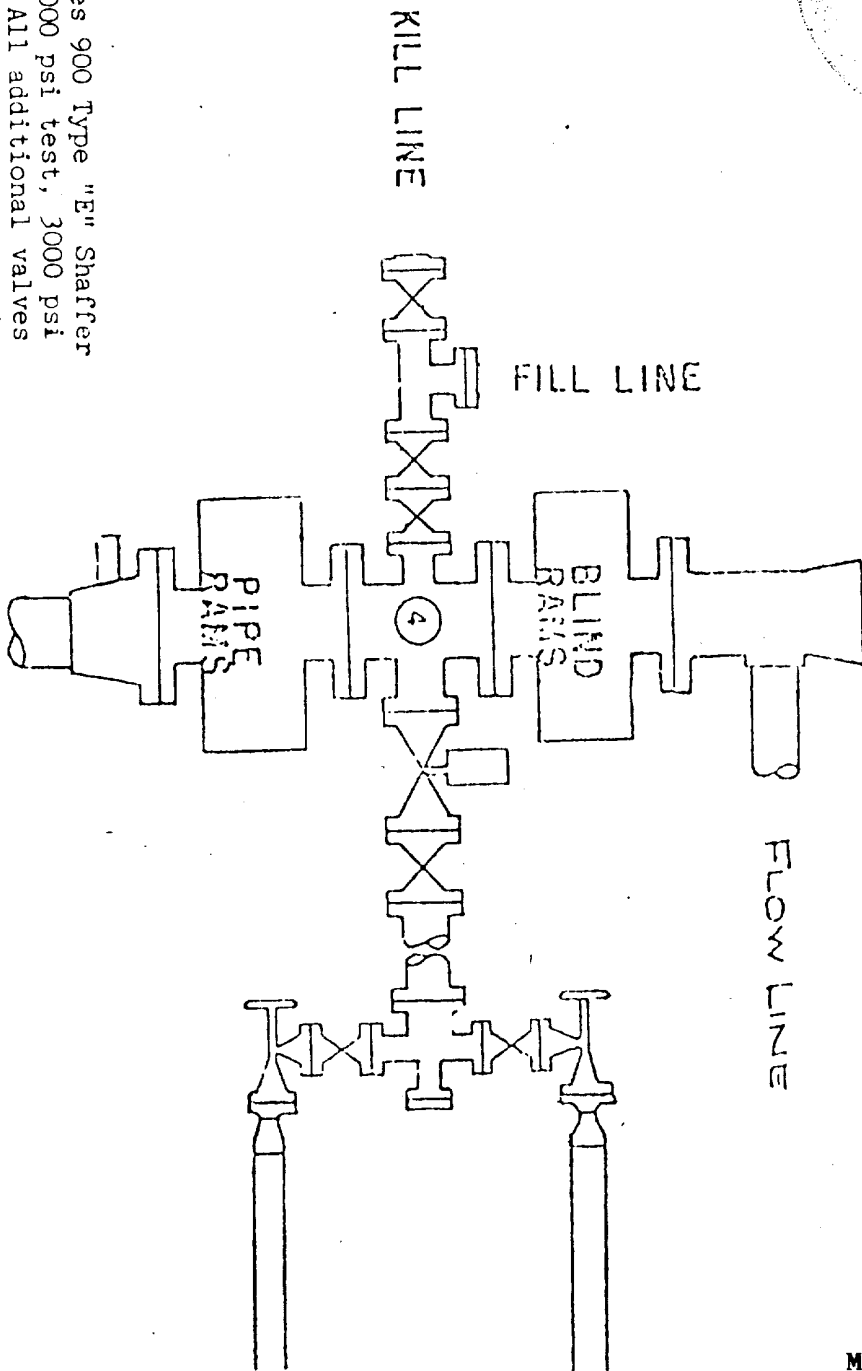 es 900 Type "E" Shaffer
000 psi test, 3000 psi
All additional valves
KILL LINE
FILL LINE
BLIND
RAMS
PIPE
RAMS
4
FLOW LINE
M